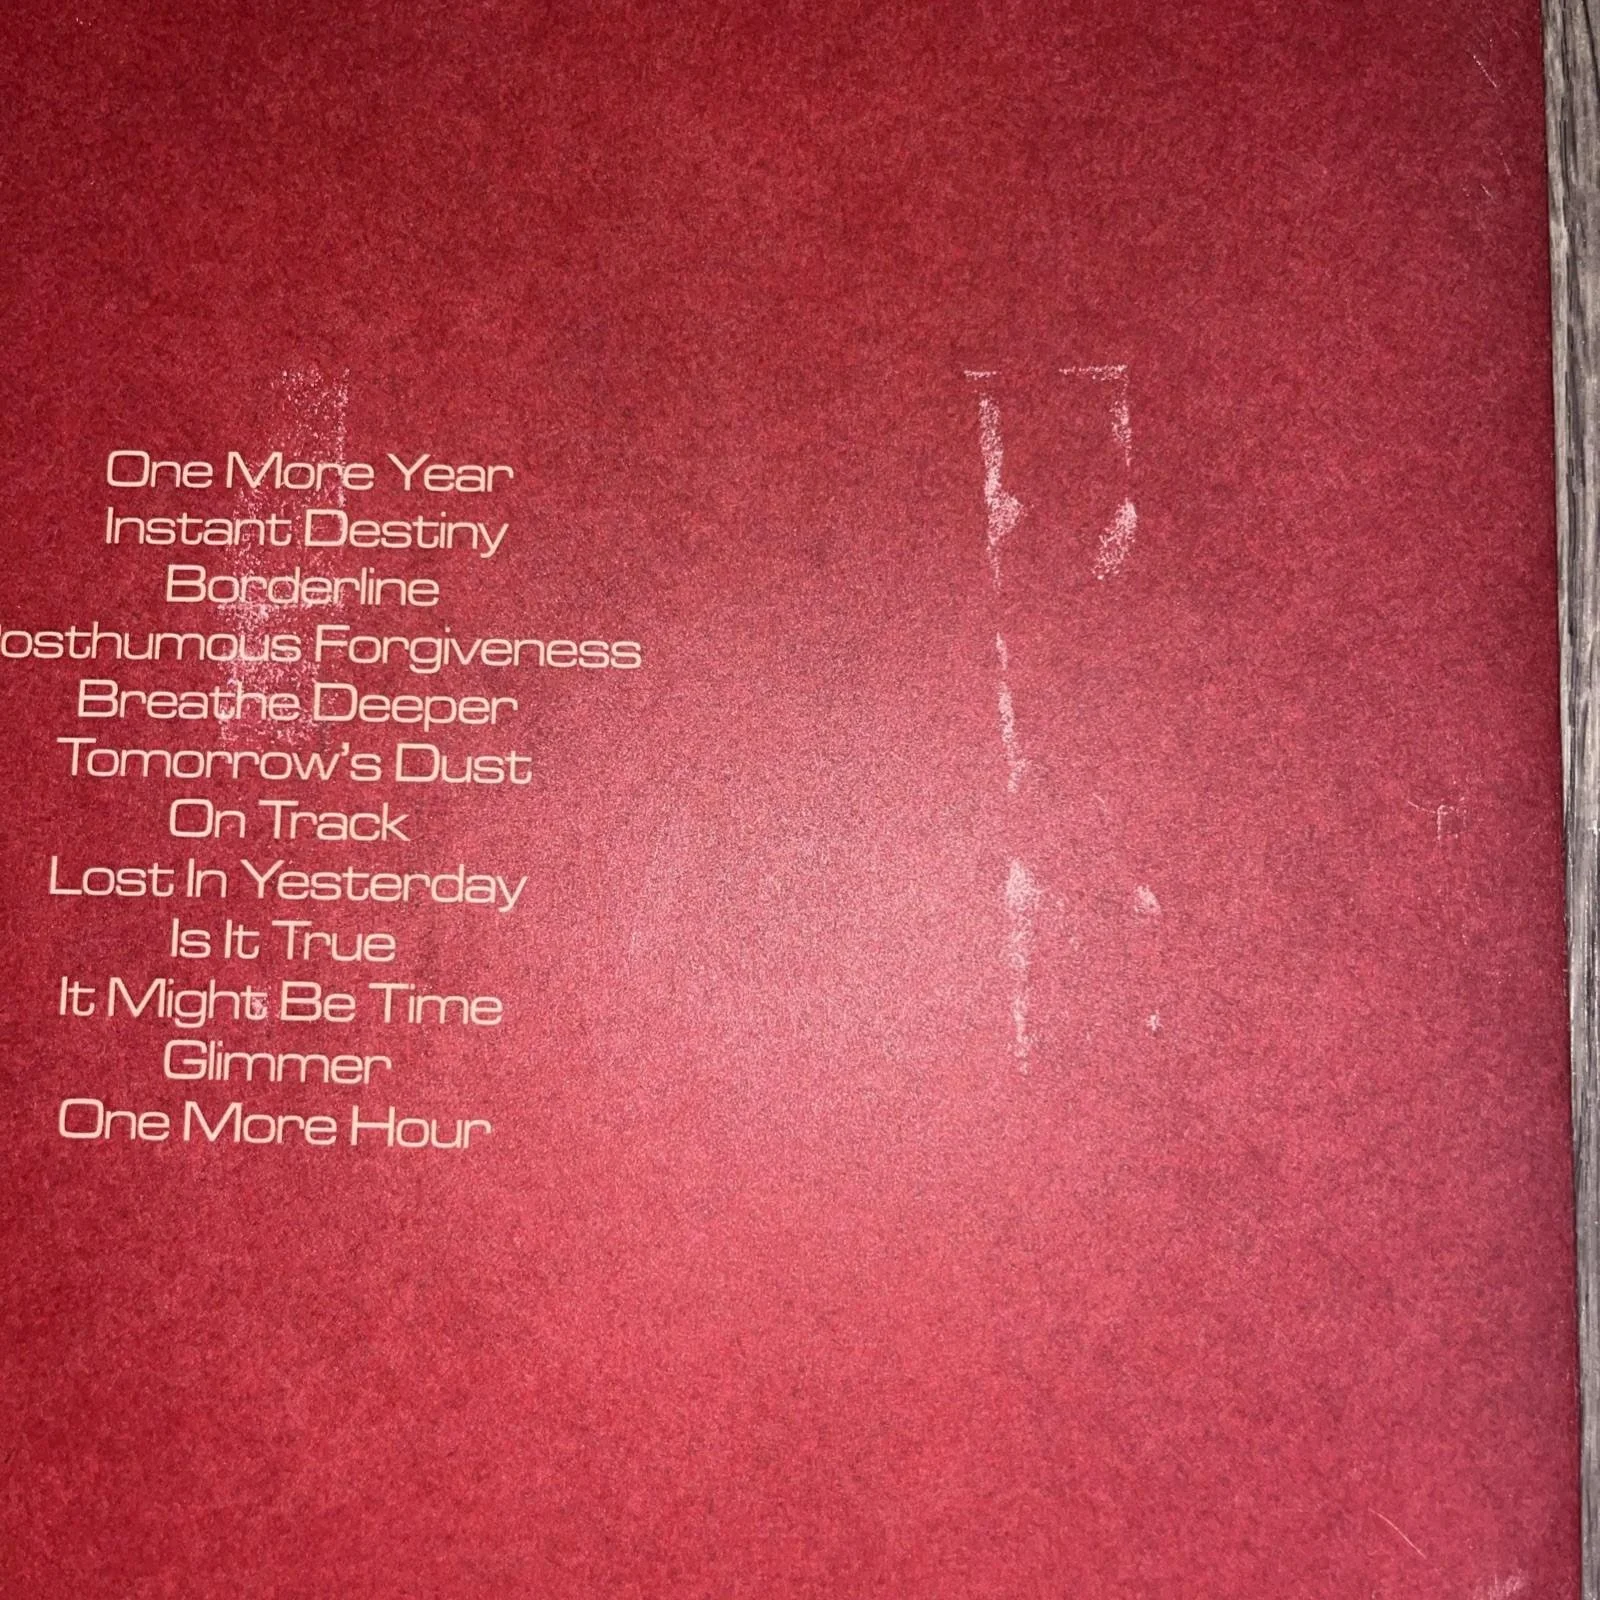 One More Year
Instant Destiny
Borderline
osthumous Forgiveness
Breathe Deeper
Tomorrow's Dust
On Track
Lost In Yesterday
Is It True
It Might Be Time
Glimmer
One More Hour